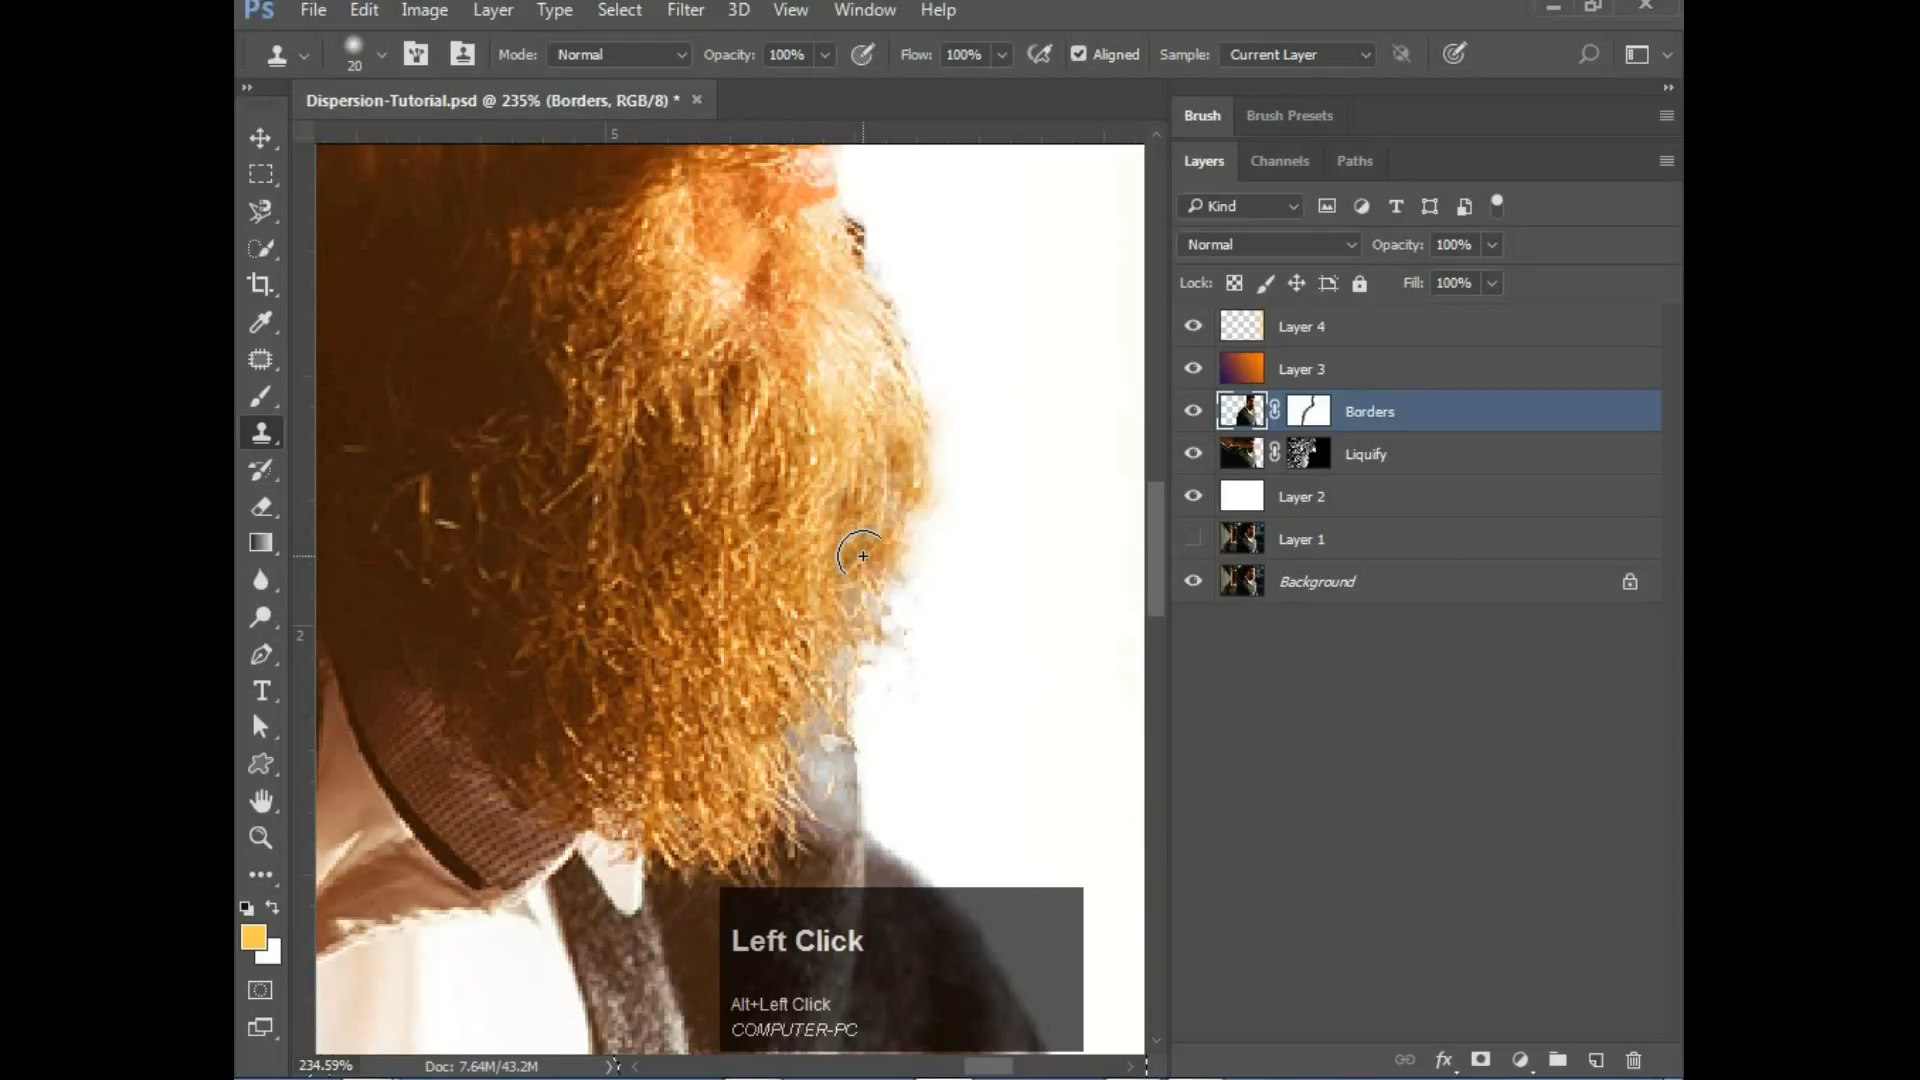 Ps File Edit Image Layer Type Select Filter 3D View Window Help
20 Mode: Normal Opacity: 100% Flow: 100% Aligned Sample: Current Layer
Dispersion-Tutorial.psd @ 235% (Borders, RGB/8) *
5
2
Brush Brush Presets
Layers Channels Paths
Kind
Normal Opacity: 100%
Lock: Fill: 100%
Layer 4
Layer 3
Borders
Liquify
Layer 2
Layer 1
Background
Left Click
Alt+Left Click
COMPUTER-PC
234.59% Doc: 7.64M/43.2M
fx